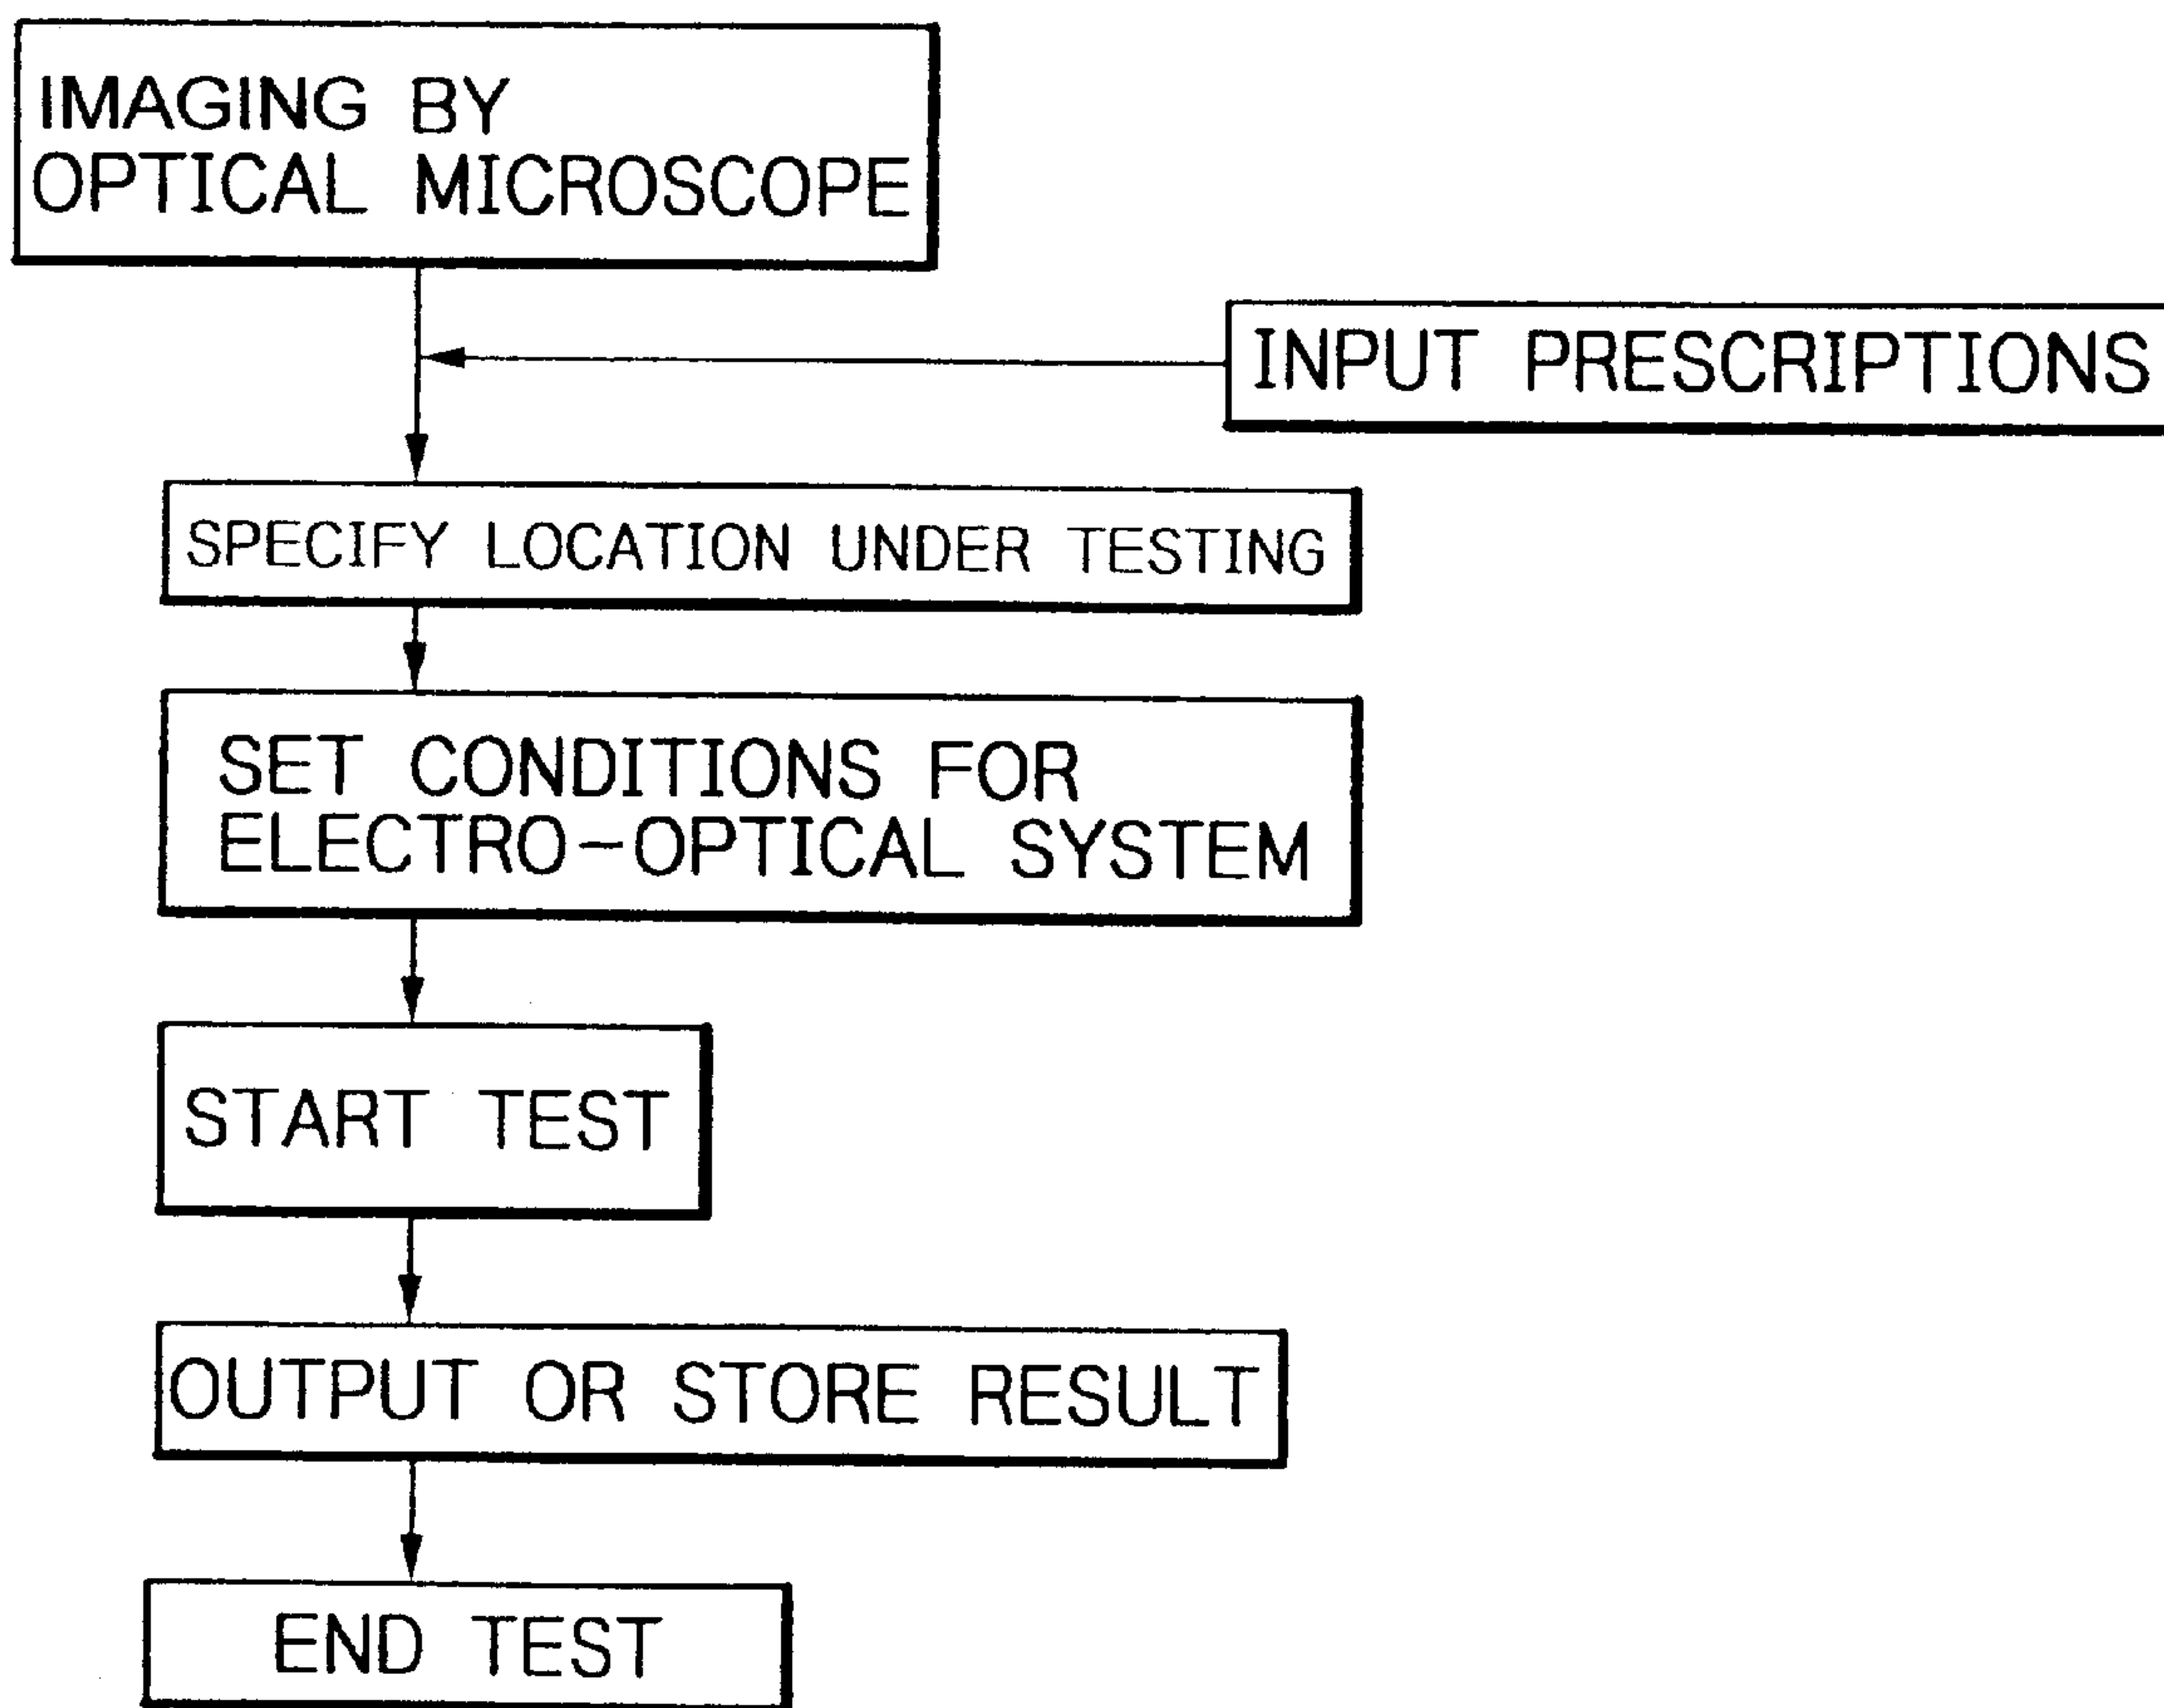 IMAGING BY
OPTICAL MICROSCOPE
INPUT PRESCRIPTIONS
SPECIFY LOCATION UNDER TESTING
SET CONDITIONS FOR
ELECTRO-OPTICAL SYSTEM
START TEST
OUTPUT OR STORE RESULT
END TEST